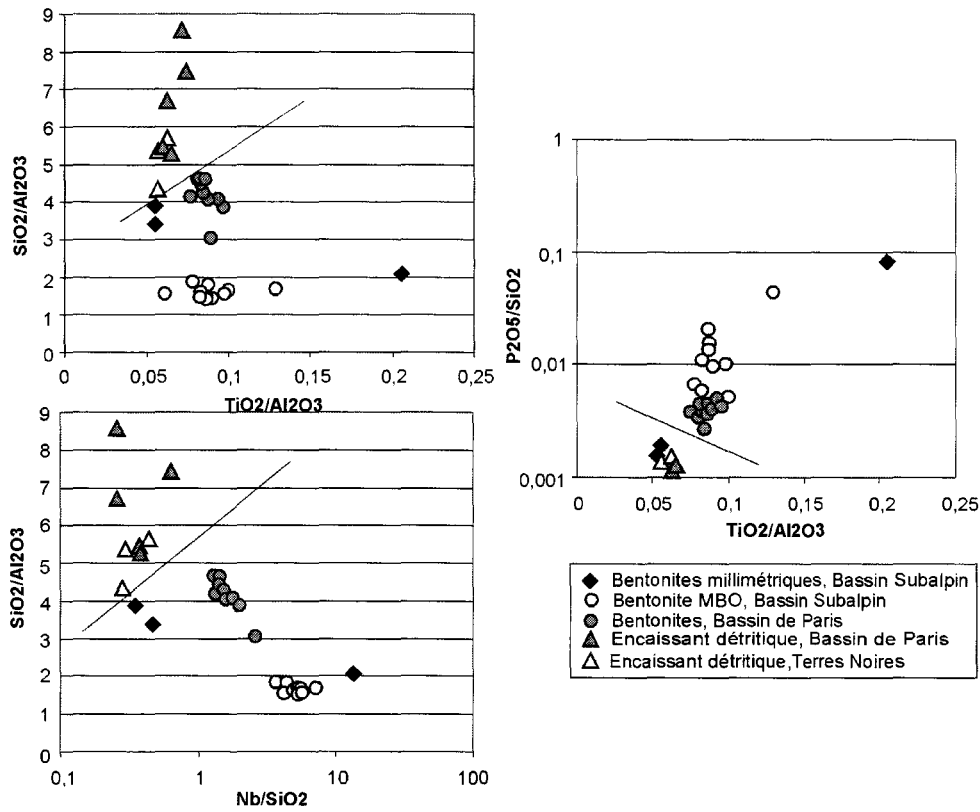 9
8
7
6
5
4
3
2
1
0
SiO2/Al2O3
0 0,05 0,1 0,15 0,2 0,25
TiO2/Al2O3
9
8
7
6
5
4
3
2
1
0
SiO2/Al2O3
0,1 1 10 100
Nb/SiO2
1
0,1
0,01
0,001
P2O5/SiO2
0 0,05 0,1 0,15 0,2 0,25
TiO2/Al2O3
Bentonites millimétriques, Bassin Subalpin
Bentonite MBO, Bassin Subalpin
Bentonites, Bassin de Paris
Encaissant détritique, Bassin de Paris
Encaissant détritique,Terres Noires